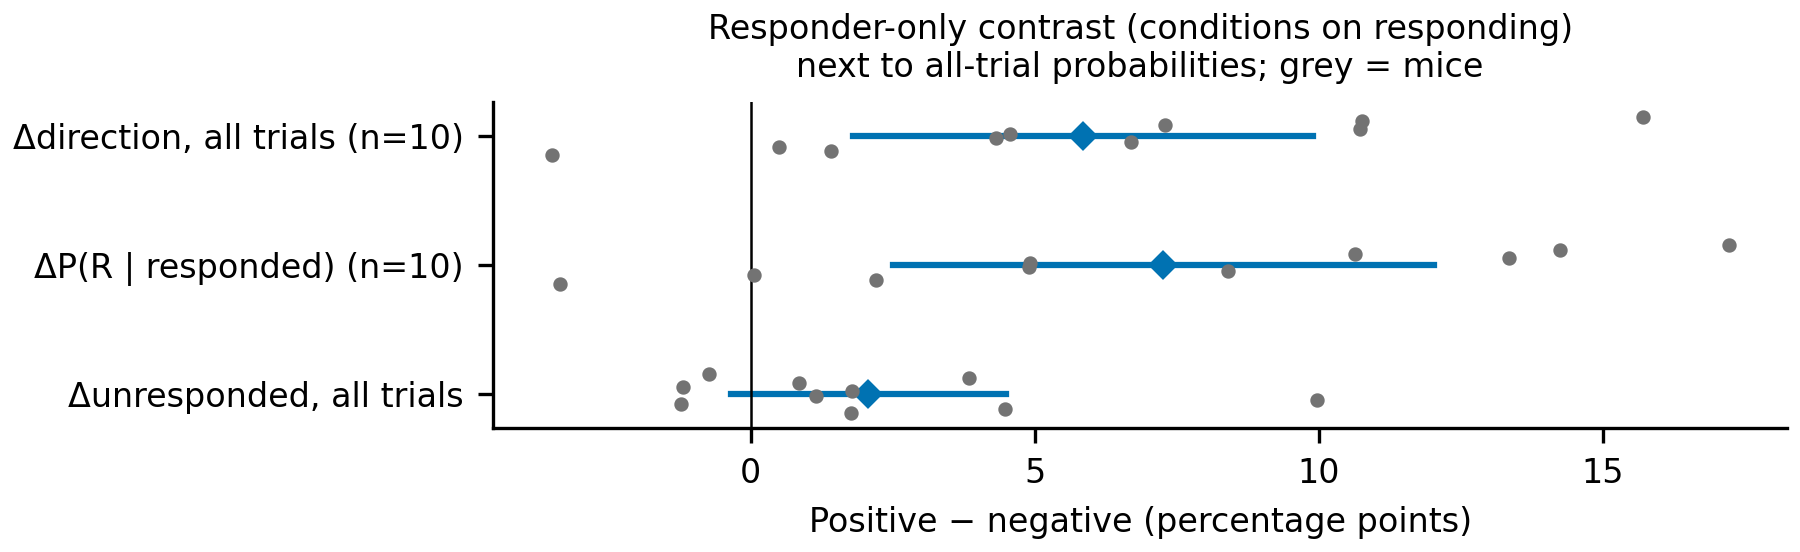 Responder-only contrast (conditions on responding)
next to all-trial probabilities; grey = mice
Δdirection, all trials (n=10)
ΔP(R | responded) (n=10)
Δunresponded, all trials
0 5 10 15
Positive − negative (percentage points)